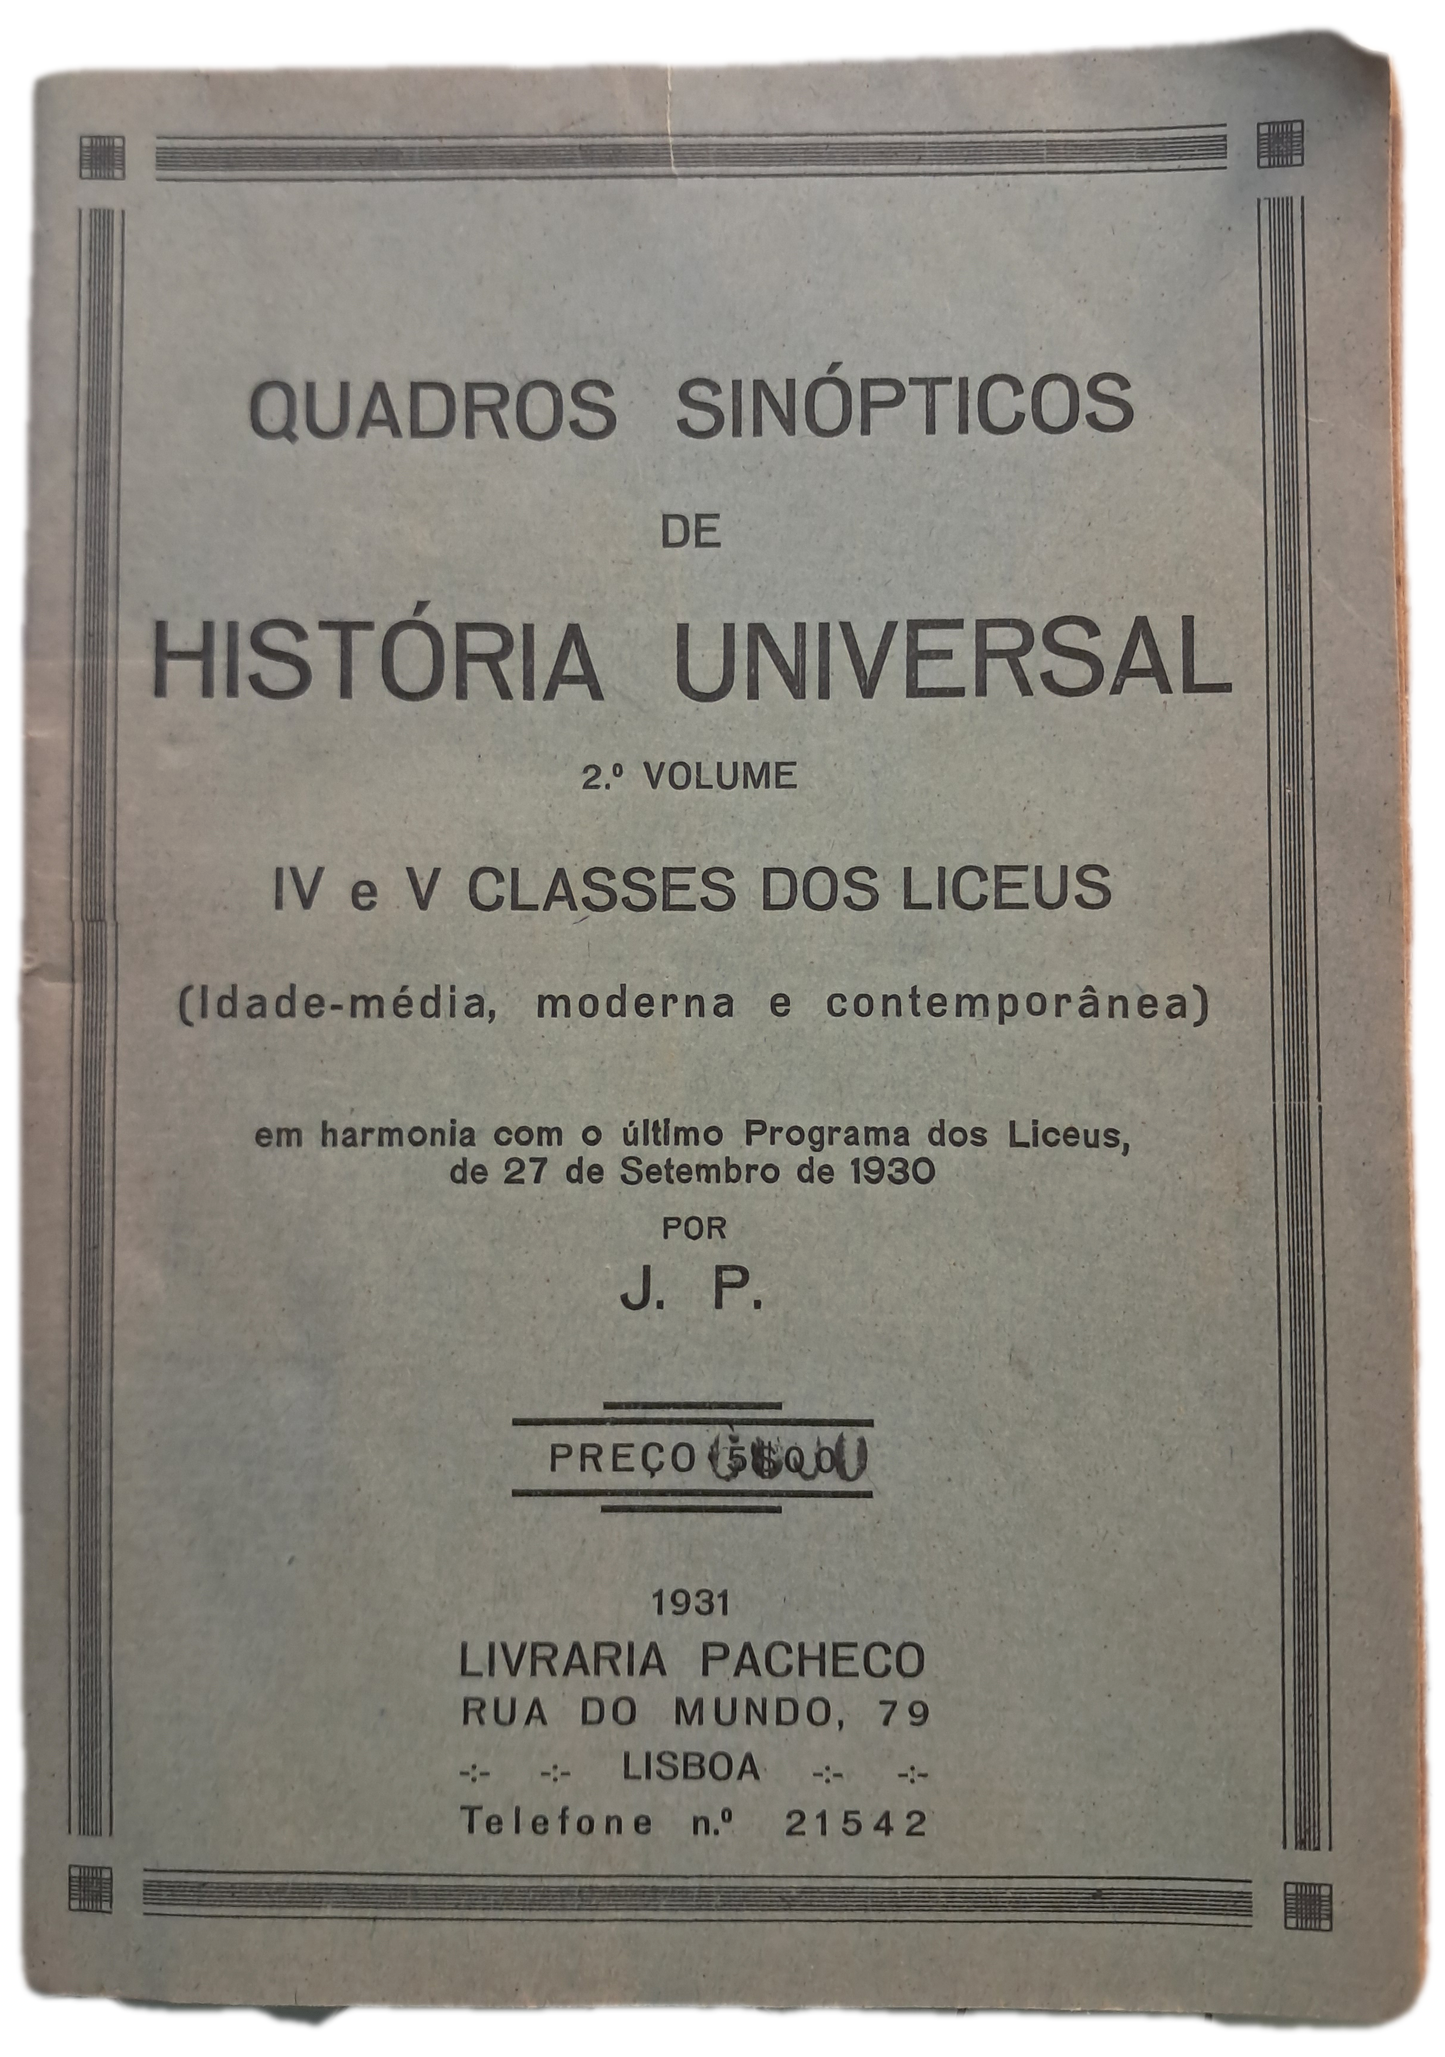 QUADROS SINÓPTICOS
DE
HISTÓRIA UNIVERSAL
2.º VOLUME
IV e V CLASSES DOS LICEUS
(Idade-média, moderna e contemporânea)
em harmonia com o último Programa dos Liceus,
de 27 de Setembro de 1930
POR
J. P.
PREÇO 5$00
1931
LIVRARIA PACHECO
RUA DO MUNDO, 79
-:- -:- LISBOA -:- -:-
Telefone n.º 21542